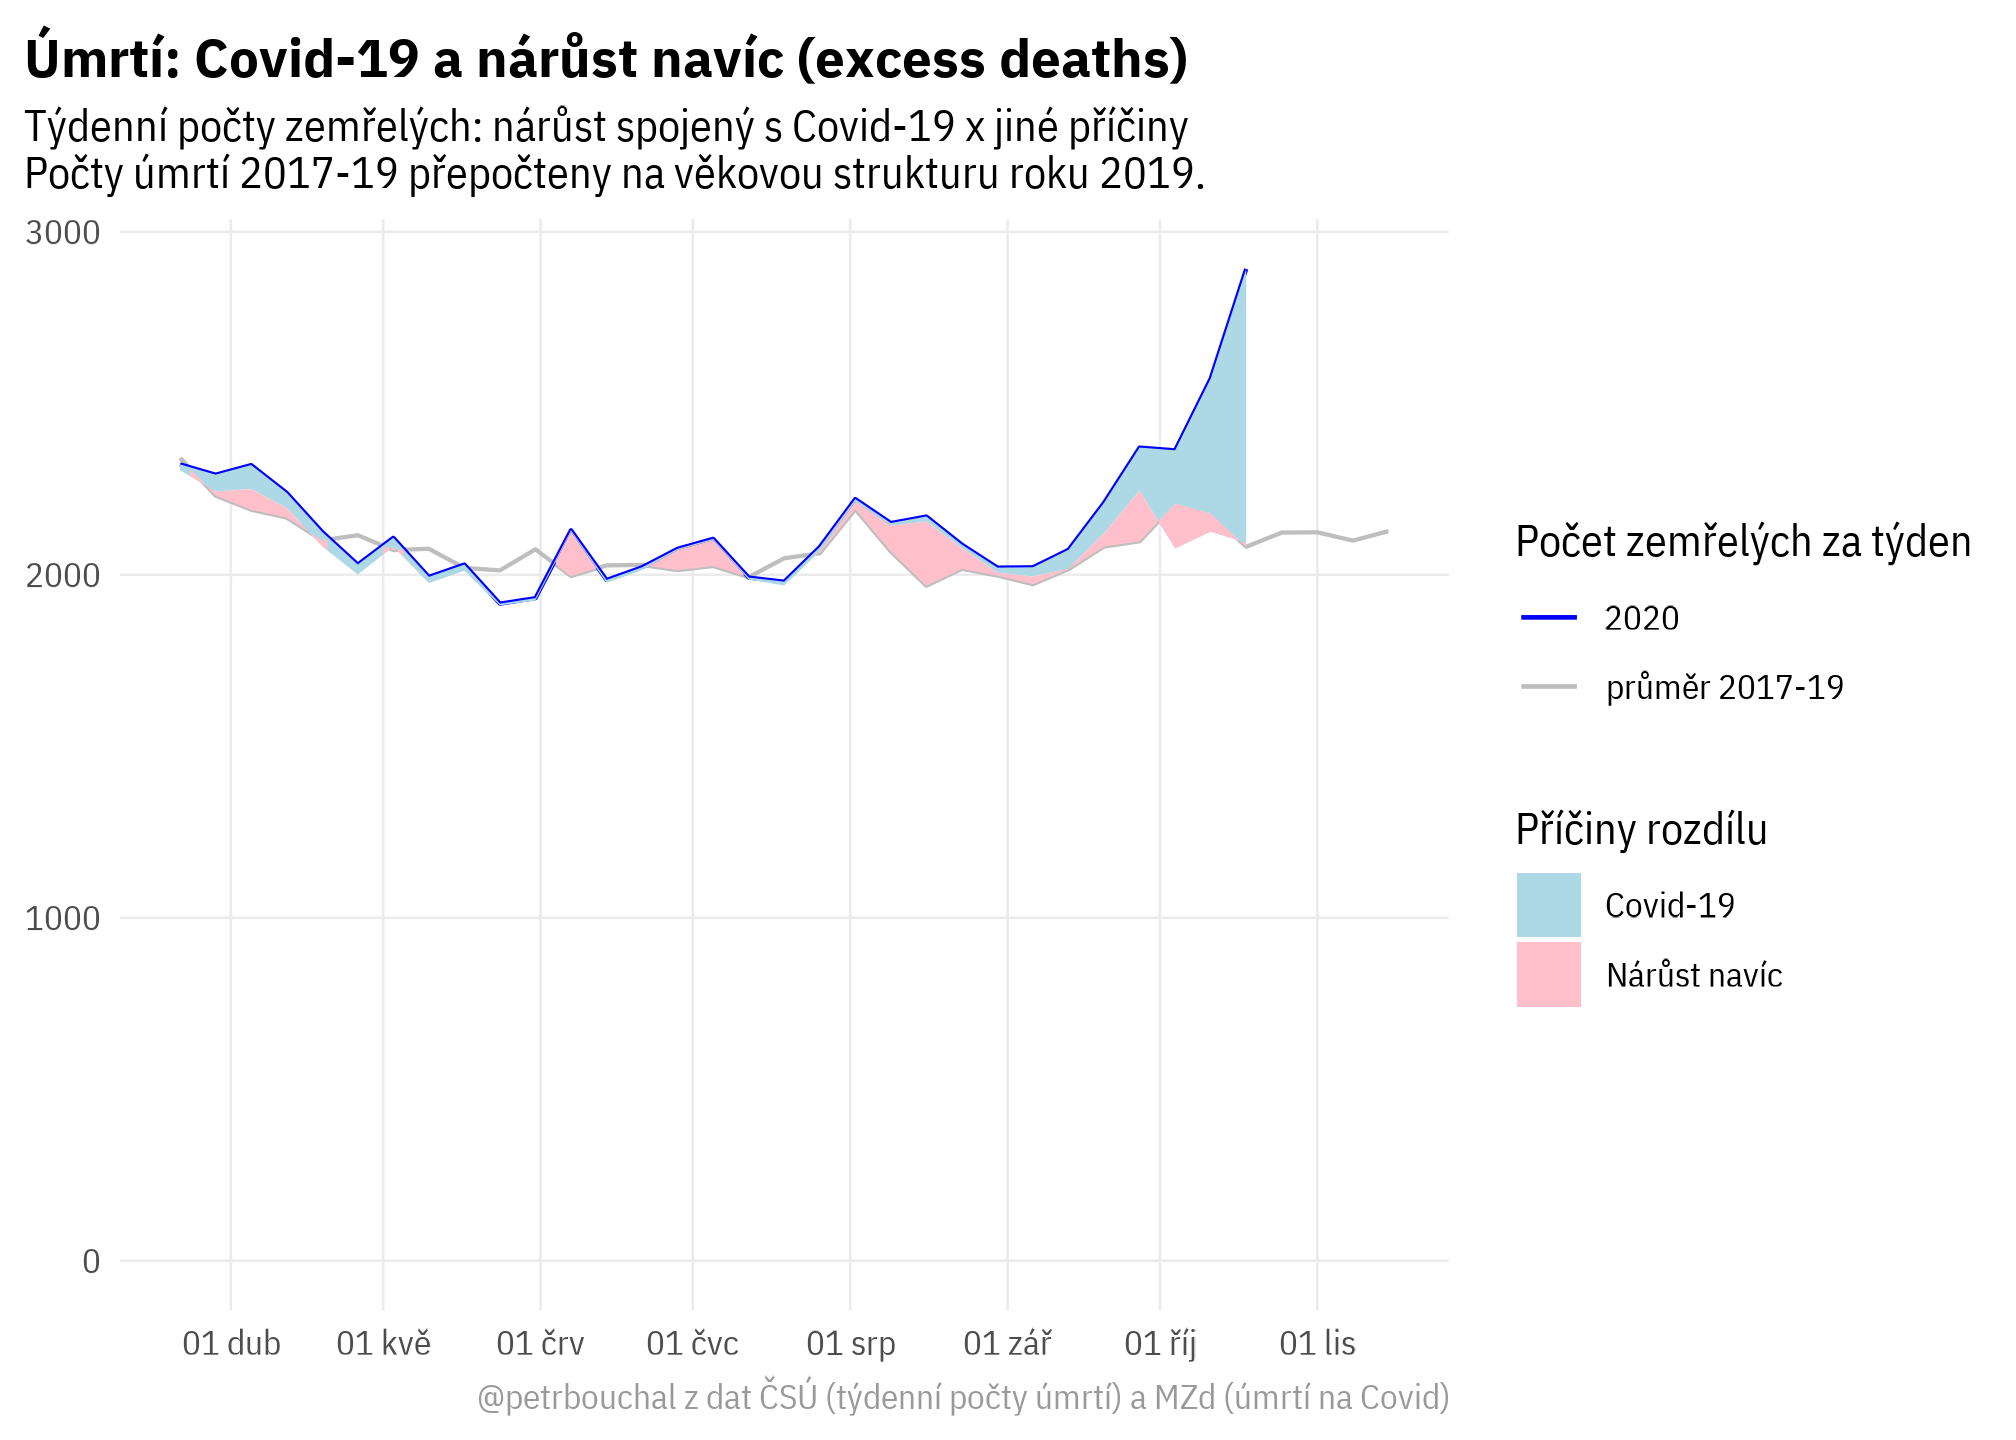 Úmrtí: Covid-19 a nárůst navíc (excess deaths)
Týdenní počty zemřelých: nárůst spojený s Covid-19 x jiné příčiny
Počty úmrtí 2017-19 přepočteny na věkovou strukturu roku 2019.
3000
2000
1000
0
01 dub
01 kvě
01 črv
01 čvc
01 srp
01 zář
01 říj
01 lis
Počet zemřelých za týden
2020
průměr 2017-19
Příčiny rozdílu
Covid-19
Nárůst navíc
@petrbouchal z dat ČSÚ (týdenní počty úmrtí) a MZd (úmrtí na Covid)